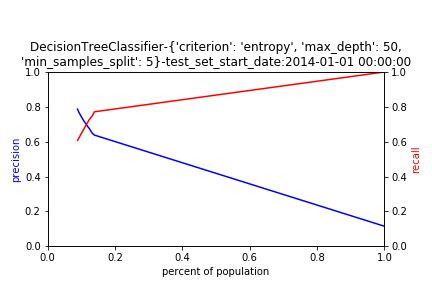 DecisionTreeClassifier-{'criterion': 'entropy', 'max_depth': 50,
'min_samples_split': 5}-test_set_start_date:2014-01-01 00:00:00
1.0
0.8
0.6
0.4
0.2
0.0
precision
1.0
0.8
0.6
0.4
0.2
0.0
recall
0.0 0.2 0.4 0.6 0.8 1.0
percent of population